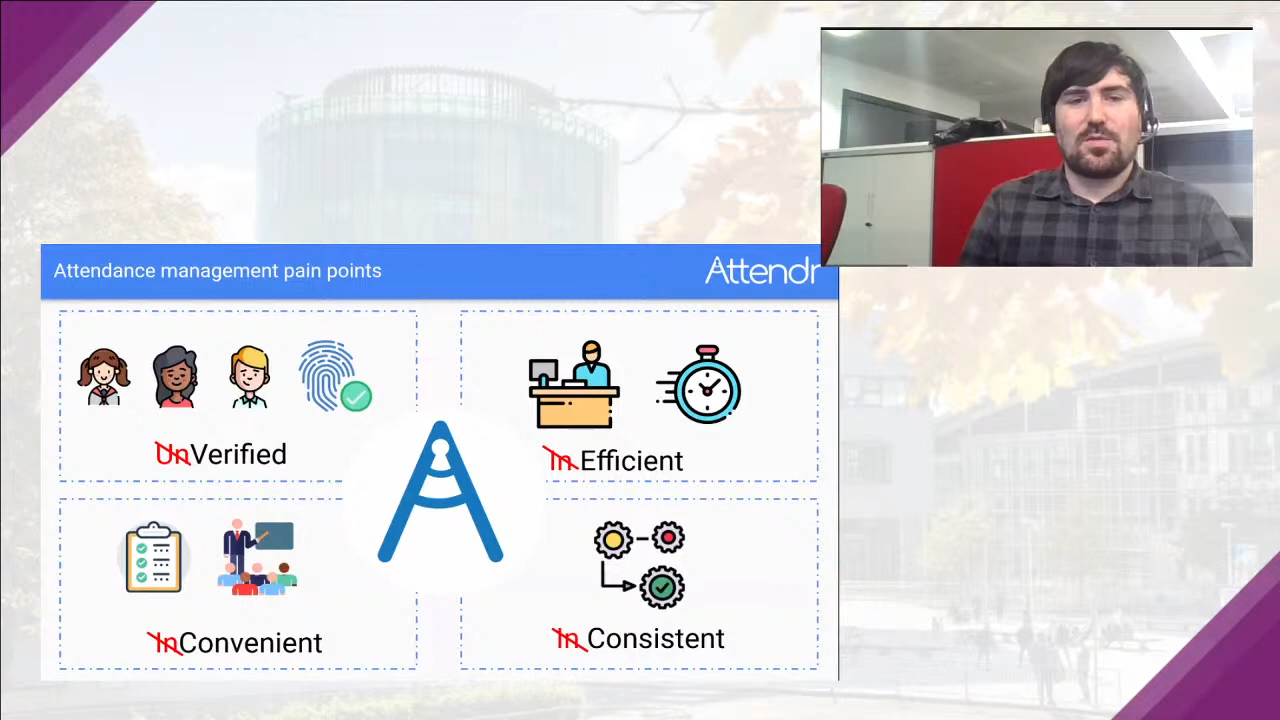 Attendance management pain points
Attendr
UnVerified
InEfficient
InConvenient
InConsistent